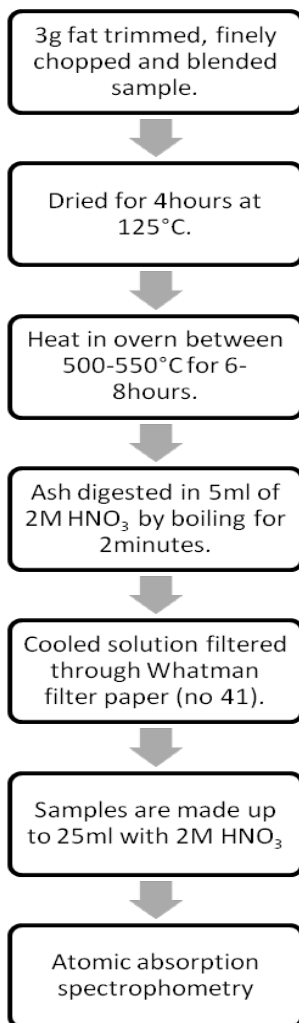 3g fat trimmed, finely
chopped and blended
sample.
Dried for 4hours at
125°C.
Heat in overn between
500-550°C for 6-
8hours.
Ash digested in 5ml of
2M HNO₃ by boiling for
2minutes.
Cooled solution filtered
through Whatman
filter paper (no 41).
Samples are made up
to 25ml with 2M HNO₃
Atomic absorption
spectrophometry